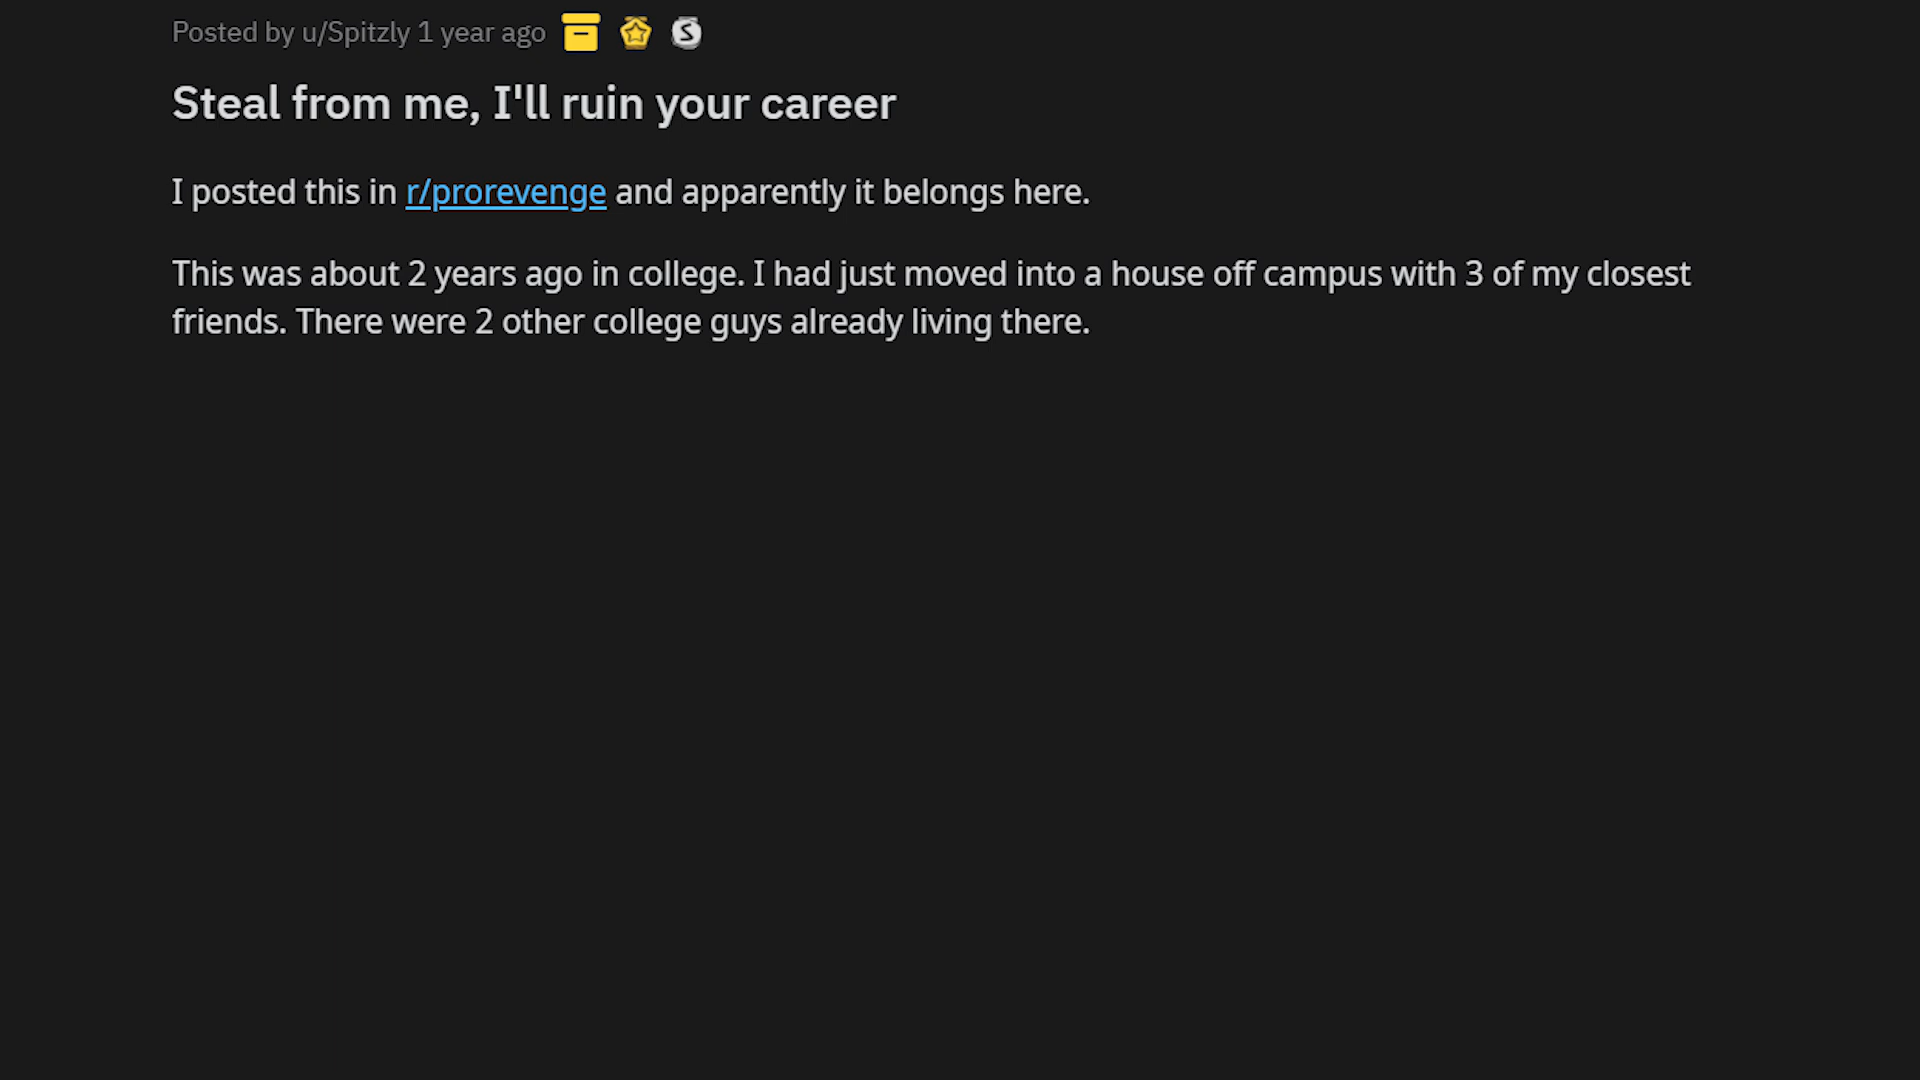 Posted by u/Spitzly 1 year ago
Steal from me, I'll ruin your career
I posted this in r/prorevenge and apparently it belongs here.
This was about 2 years ago in college. I had just moved into a house off campus with 3 of my closest
friends. There were 2 other college guys already living there.